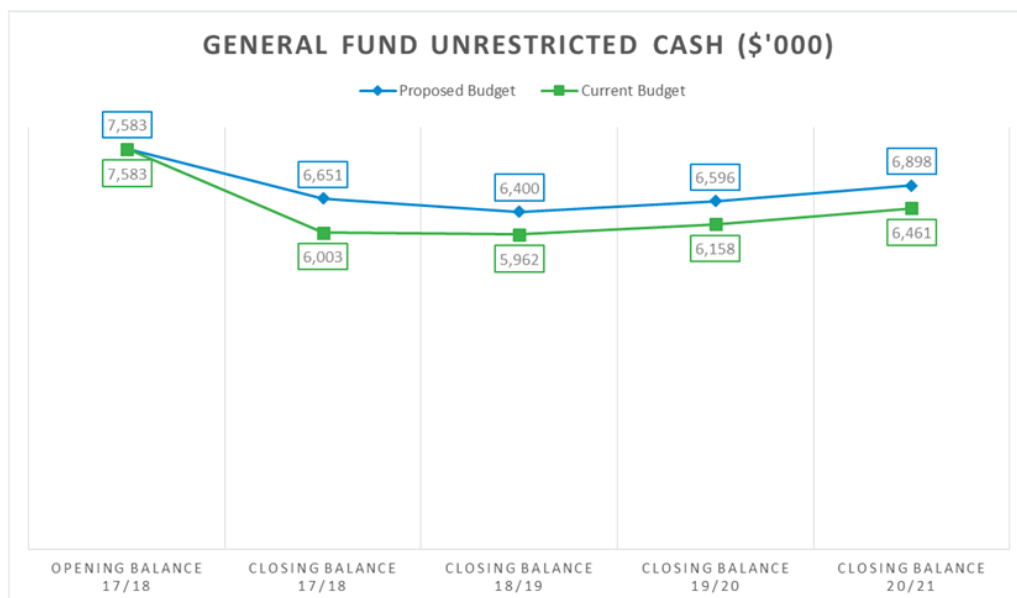 GENERAL FUND UNRESTRICTED CASH ($'000)
Proposed Budget
Current Budget
7,583
7,583
6,651
6,003
6,400
5,962
6,596
6,158
6,898
6,461
OPENING BALANCE
17/18
CLOSING BALANCE
17/18
CLOSING BALANCE
18/19
CLOSING BALANCE
19/20
CLOSING BALANCE
20/21